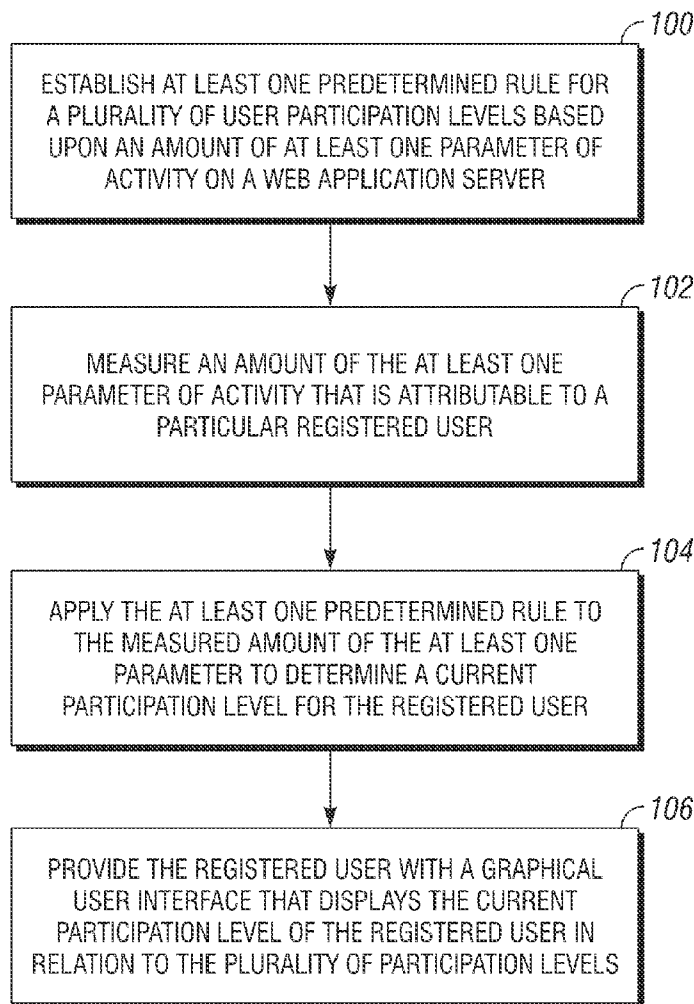 100
ESTABLISH AT LEAST ONE PREDETERMINED RULE FOR
A PLURALITY OF USER PARTICIPATION LEVELS BASED
UPON AN AMOUNT OF AT LEAST ONE PARAMETER OF
ACTIVITY ON A WEB APPLICATION SERVER
102
MEASURE AN AMOUNT OF THE AT LEAST ONE
PARAMETER OF ACTIVITY THAT IS ATTRIBUTABLE TO A
PARTICULAR REGISTERED USER
104
APPLY THE AT LEAST ONE PREDETERMINED RULE TO
THE MEASURED AMOUNT OF THE AT LEAST ONE
PARAMETER TO DETERMINE A CURRENT
PARTICIPATION LEVEL FOR THE REGISTERED USER
106
PROVIDE THE REGISTERED USER WITH A GRAPHICAL
USER INTERFACE THAT DISPLAYS THE CURRENT
PARTICIPATION LEVEL OF THE REGISTERED USER IN
RELATION TO THE PLURALITY OF PARTICIPATION LEVELS